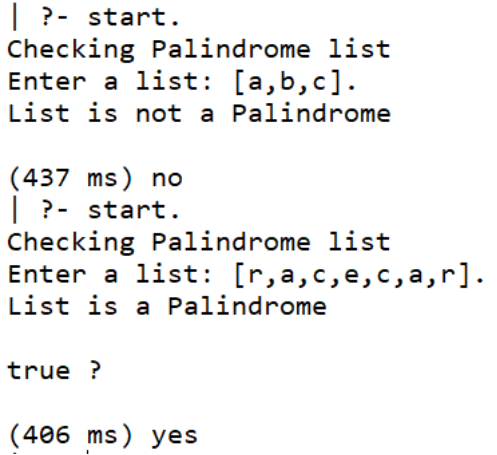 | ?- start.
Checking Palindrome list
Enter a list: [a,b,c].
List is not a Palindrome
(437 ms) no
| ?- start.
Checking Palindrome list
Enter a list: [r,a,c,e,c,a,r].
List is a Palindrome
true ?
(406 ms) yes